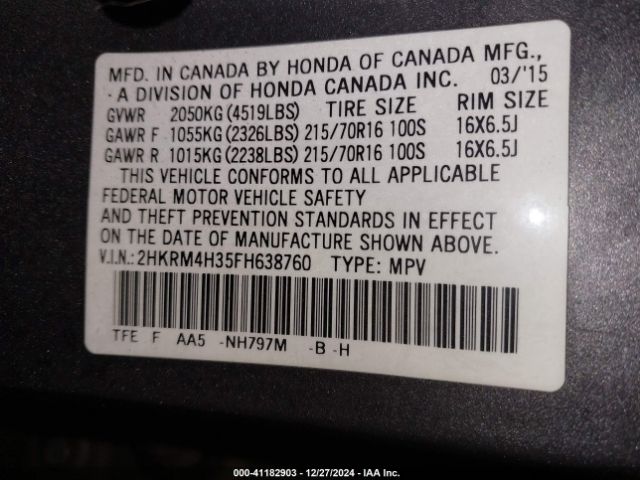 MFD. IN CANADA BY HONDA OF CANADA MFG.,
A DIVISION OF HONDA CANADA INC. 03/'15
GVWR 2050KG (4519LBS) TIRE SIZE RIM SIZE
GAWR F 1055KG (2326LBS) 215/70R16 100S 16X6.5J
GAWR R 1015KG (2238LBS) 215/70R16 100S 16X6.5J
THIS VEHICLE CONFORMS TO ALL APPLICABLE
FEDERAL MOTOR VEHICLE SAFETY
AND THEFT PREVENTION STANDARDS IN EFFECT
ON THE DATE OF MANUFACTURE SHOWN ABOVE.
V.I.N.: 2HKRM4H35FH638760 TYPE: MPV
TFE F AA5 -NH797M -B -H
000-41182903 - 12/27/2024 - IAA Inc.